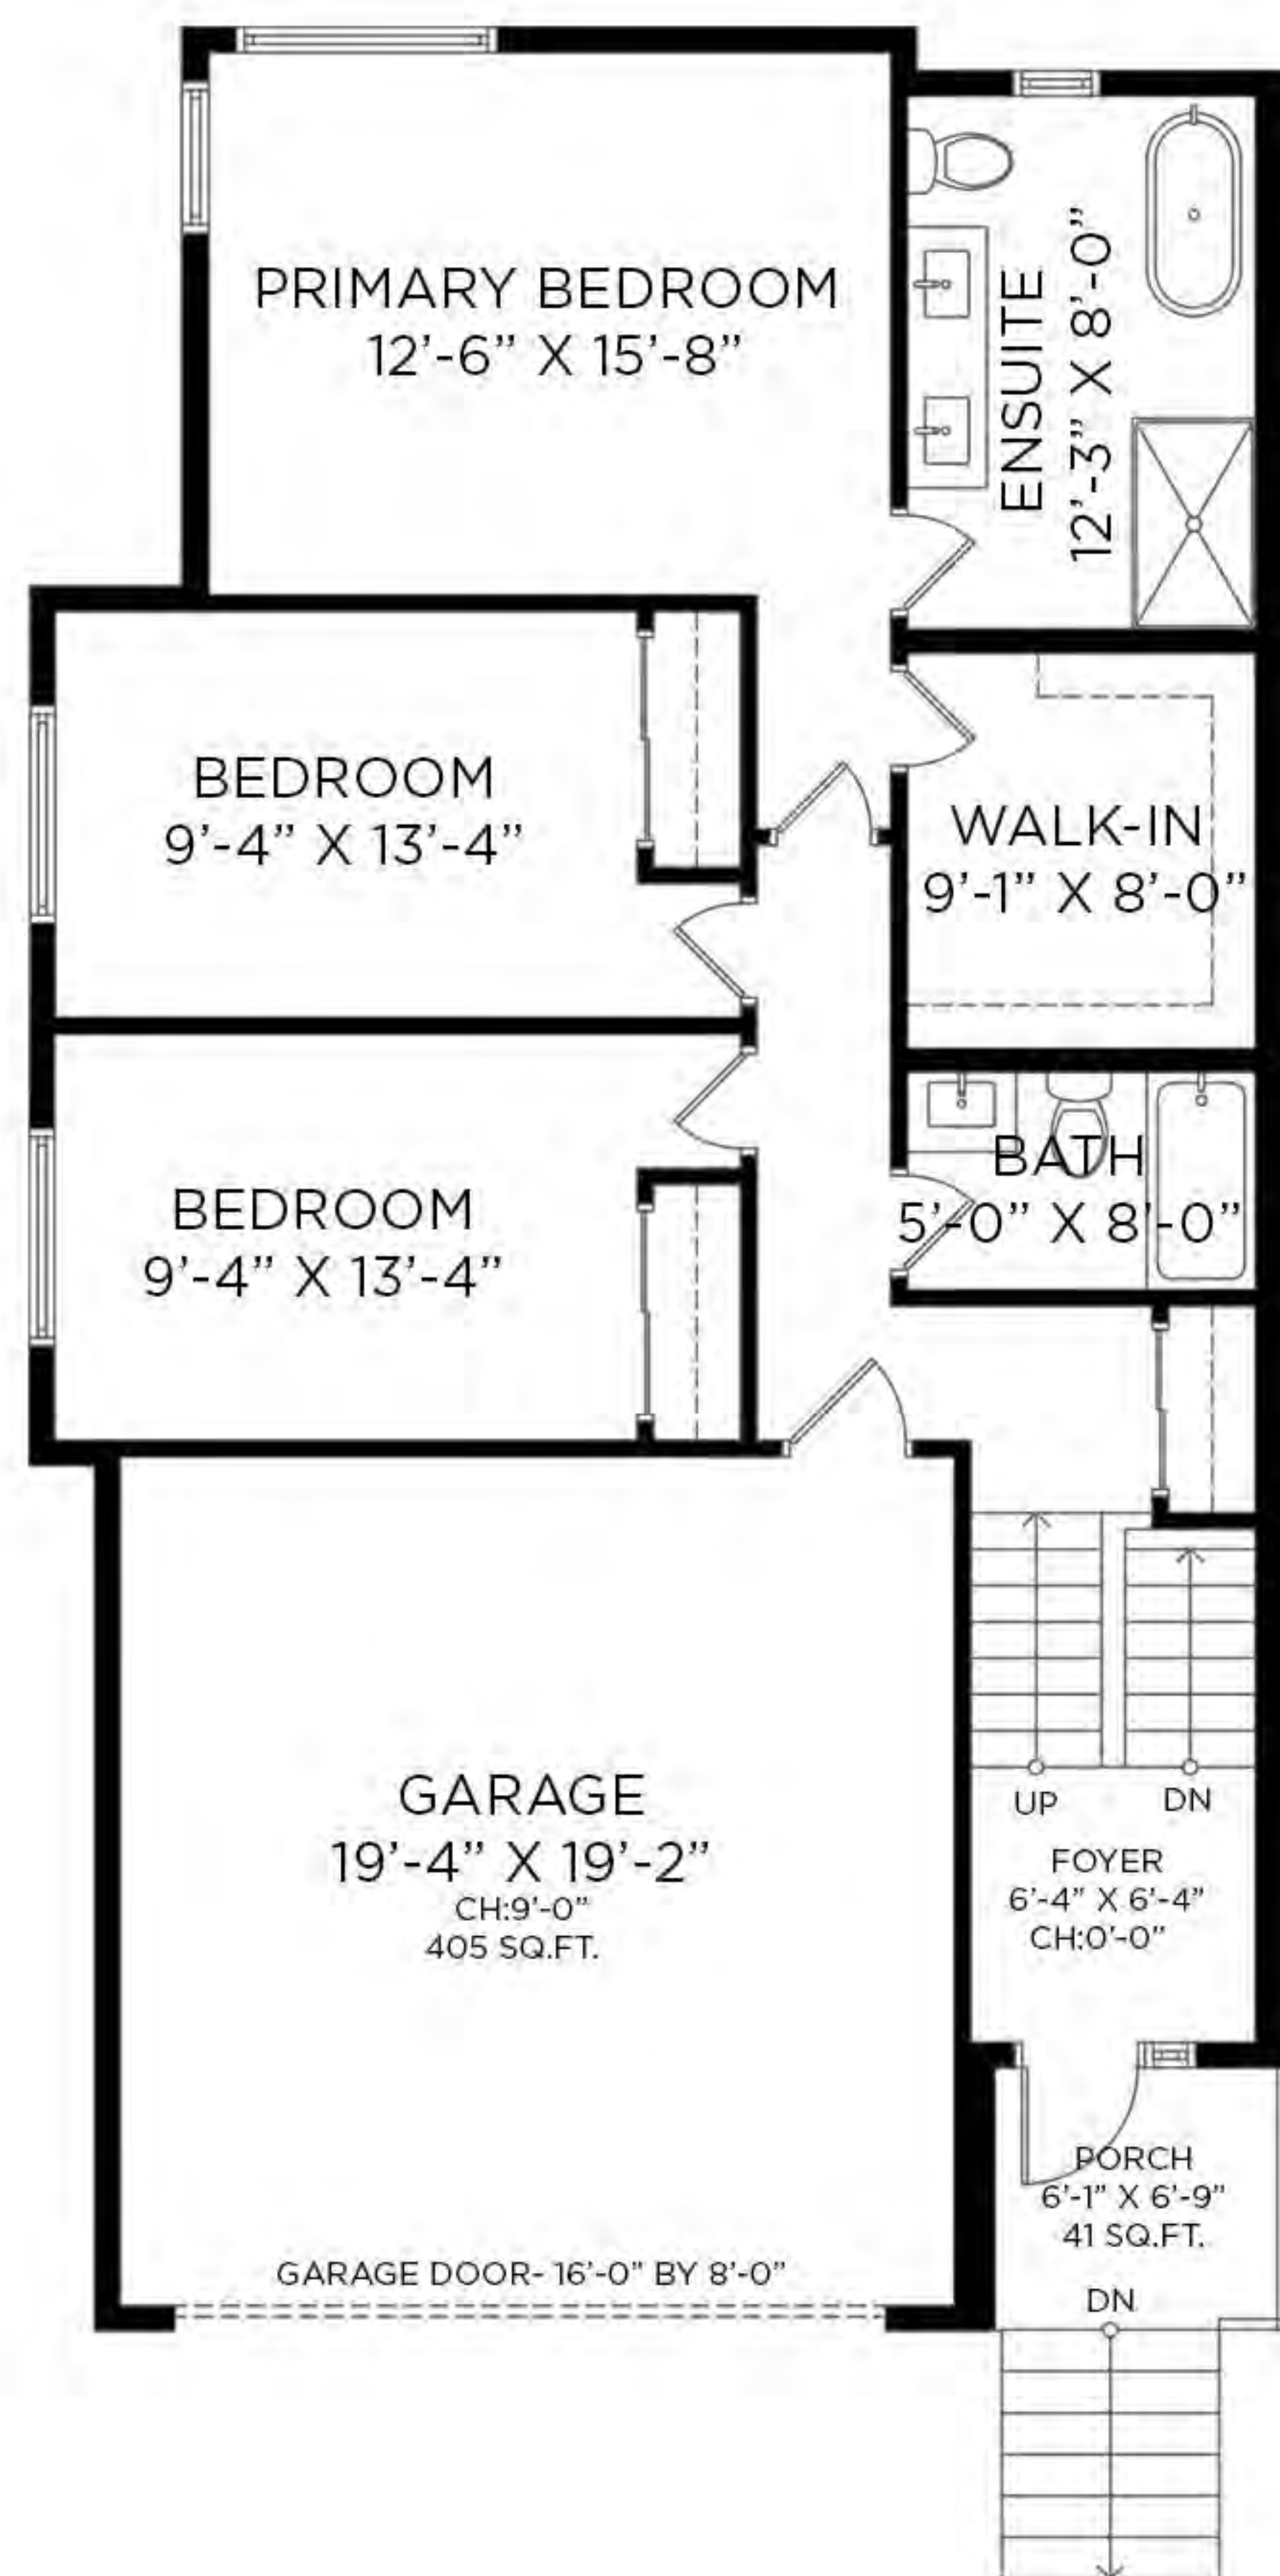 PRIMARY BEDROOM
12'-6” X 15'-8”
ENSUITE
12'-3” X 8'-0”
BEDROOM
9'-4” X 13'-4”
WALK-IN
9'-1” X 8'-0”
BATH
5'-0” X 8'-0”
BEDROOM
9'-4” X 13'-4”
GARAGE
19'-4” X 19'-2”
CH:9'-0”
405 SQ.FT.
UP
DN
FOYER
6'-4” X 6'-4”
CH:0'-0”
PORCH
6'-1” X 6'-9”
41 SQ.FT.
GARAGE DOOR- 16'-0” BY 8'-0”
DN